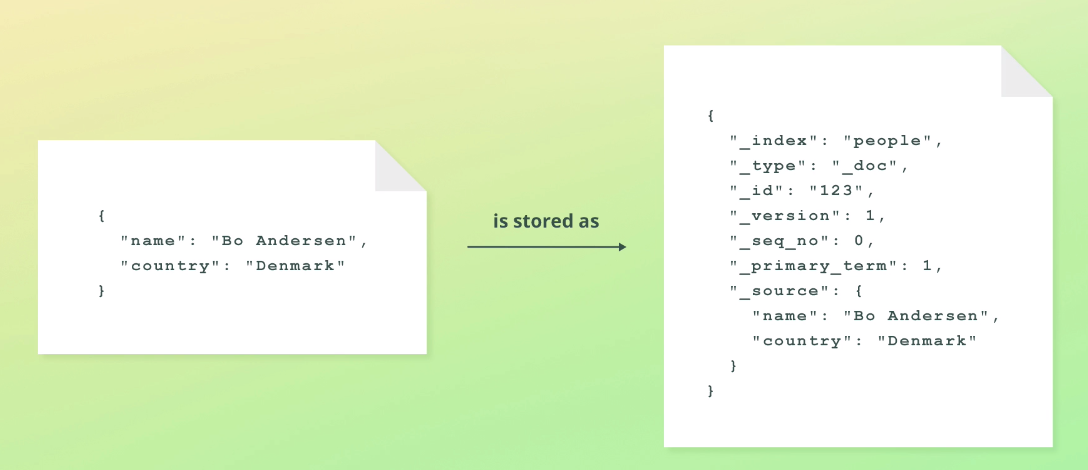 {
  "name": "Bo Andersen",
  "country": "Denmark"
}
is stored as
{
  "_index": "people",
  "_type": "_doc",
  "_id": "123",
  "_version": 1,
  "_seq_no": 0,
  "_primary_term": 1,
  "_source": {
    "name": "Bo Andersen",
    "country": "Denmark"
  }
}